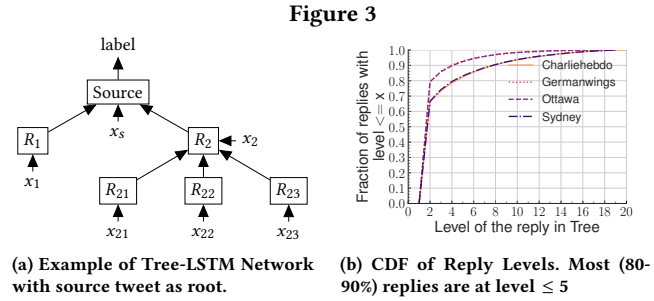 Figure 3
label
Source
R₁
xₛ
R₂
x₂
x₁
R₂₁
R₂₂
R₂₃
x₂₁
x₂₂
x₂₃
(a) Example of Tree-LSTM Network
with source tweet as root.
Fraction of replies with
level <= x
1.0
0.9
0.8
0.7
0.6
0.5
0.4
0.3
0.2
0.1
0.0
Charliehebdo
Germanwings
Ottawa
Sydney
0 2 4 6 8 10 12 14 16 18 20
Level of the reply in Tree
(b) CDF of Reply Levels. Most (80-
90%) replies are at level ≤ 5